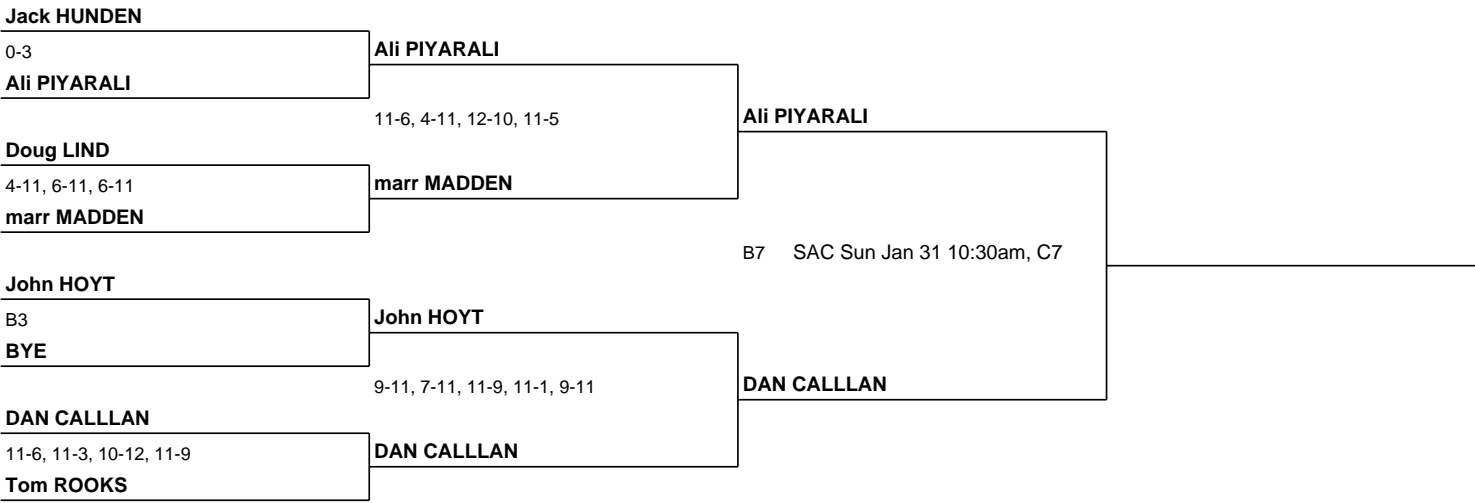 Jack HUNDEN
0-3
Ali PIYARALI
Ali PIYARALI
11-6, 4-11, 12-10, 11-5
Ali PIYARALI
Doug LIND
4-11, 6-11, 6-11
marr MADDEN
marr MADDEN
B7 SAC Sun Jan 31 10:30am, C7
John HOYT
B3
BYE
John HOYT
9-11, 7-11, 11-9, 11-1, 9-11
DAN CALLLAN
DAN CALLLAN
11-6, 11-3, 10-12, 11-9
Tom ROOKS
DAN CALLLAN